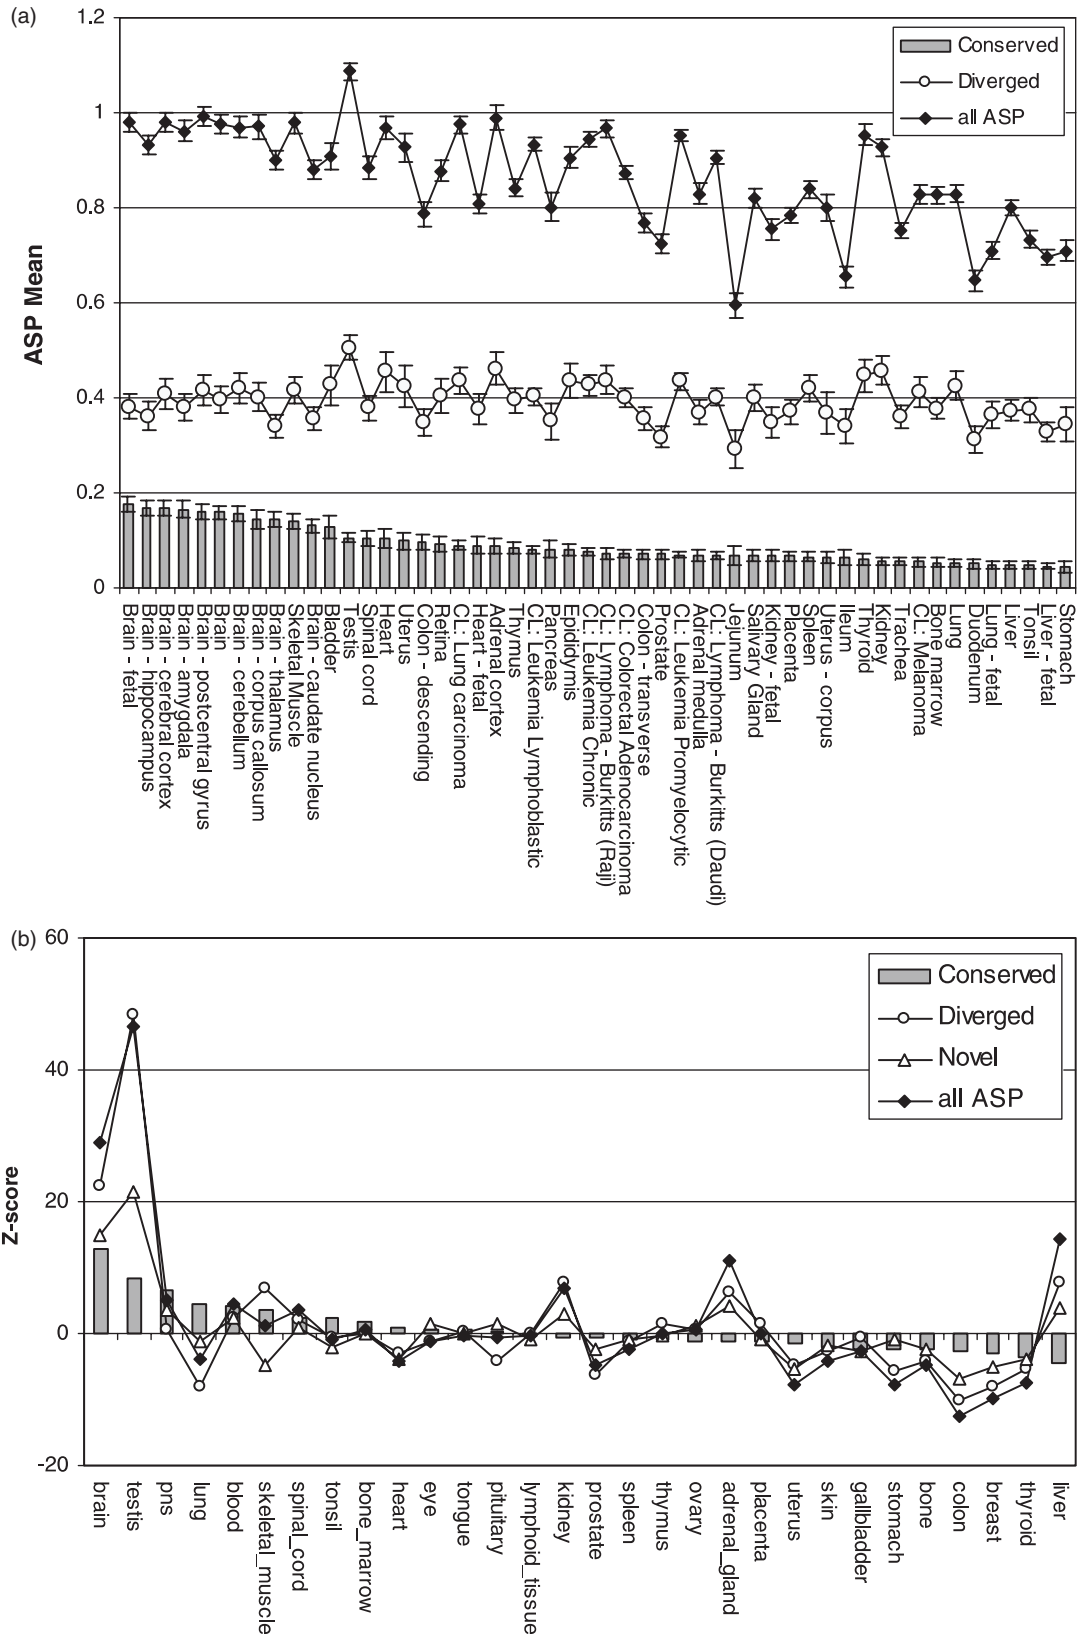 (a)
1.2
1
0.8
0.6
0.4
0.2
0
ASP Mean
Conserved
Diverged
all ASP
Brain - fetal
Brain - hippocampus
Brain - cerebral cortex
Brain - amygdala
Brain - postcentral gyrus
Brain
Brain - cerebellum
Brain - corpus callosum
Brain - thalamus
Skeletal Muscle
Brain - caudate nucleus
Bladder
Testis
Spinal cord
Heart
Uterus
Colon - descending
Retina
CL: Lung carcinoma
Heart - fetal
Adrenal cortex
Thymus
CL: Leukemia Lymphoblastic
Pancreas
Epididymis
CL: Leukemia Chronic
CL: Lymphoma - Burkitts (Raji)
CL: Colorectal Adenocarcinoma
Colon - transverse
Prostate
CL: Leukemia Promyelocytic
Adrenal medulla
CL: Lymphoma - Burkitts (Daudi)
Jejunum
Salivary Gland
Kidney - fetal
Placenta
Spleen
Uterus - corpus
Ileum
Thyroid
Kidney
Trachea
CL: Melanoma
Bone marrow
Lung
Duodenum
Lung - fetal
Liver
Tonsil
Liver - fetal
Stomach
(b)
60
40
20
0
-20
Z-score
Conserved
Diverged
Novel
all ASP
brain
testis
pns
lung
blood
skeletal_muscle
spinal_cord
tonsil
bone_marrow
heart
eye
tongue
pituitary
lymphoid_tissue
kidney
prostate
spleen
thymus
ovary
adrenal_gland
placenta
uterus
skin
gallbladder
stomach
bone
colon
breast
thyroid
liver